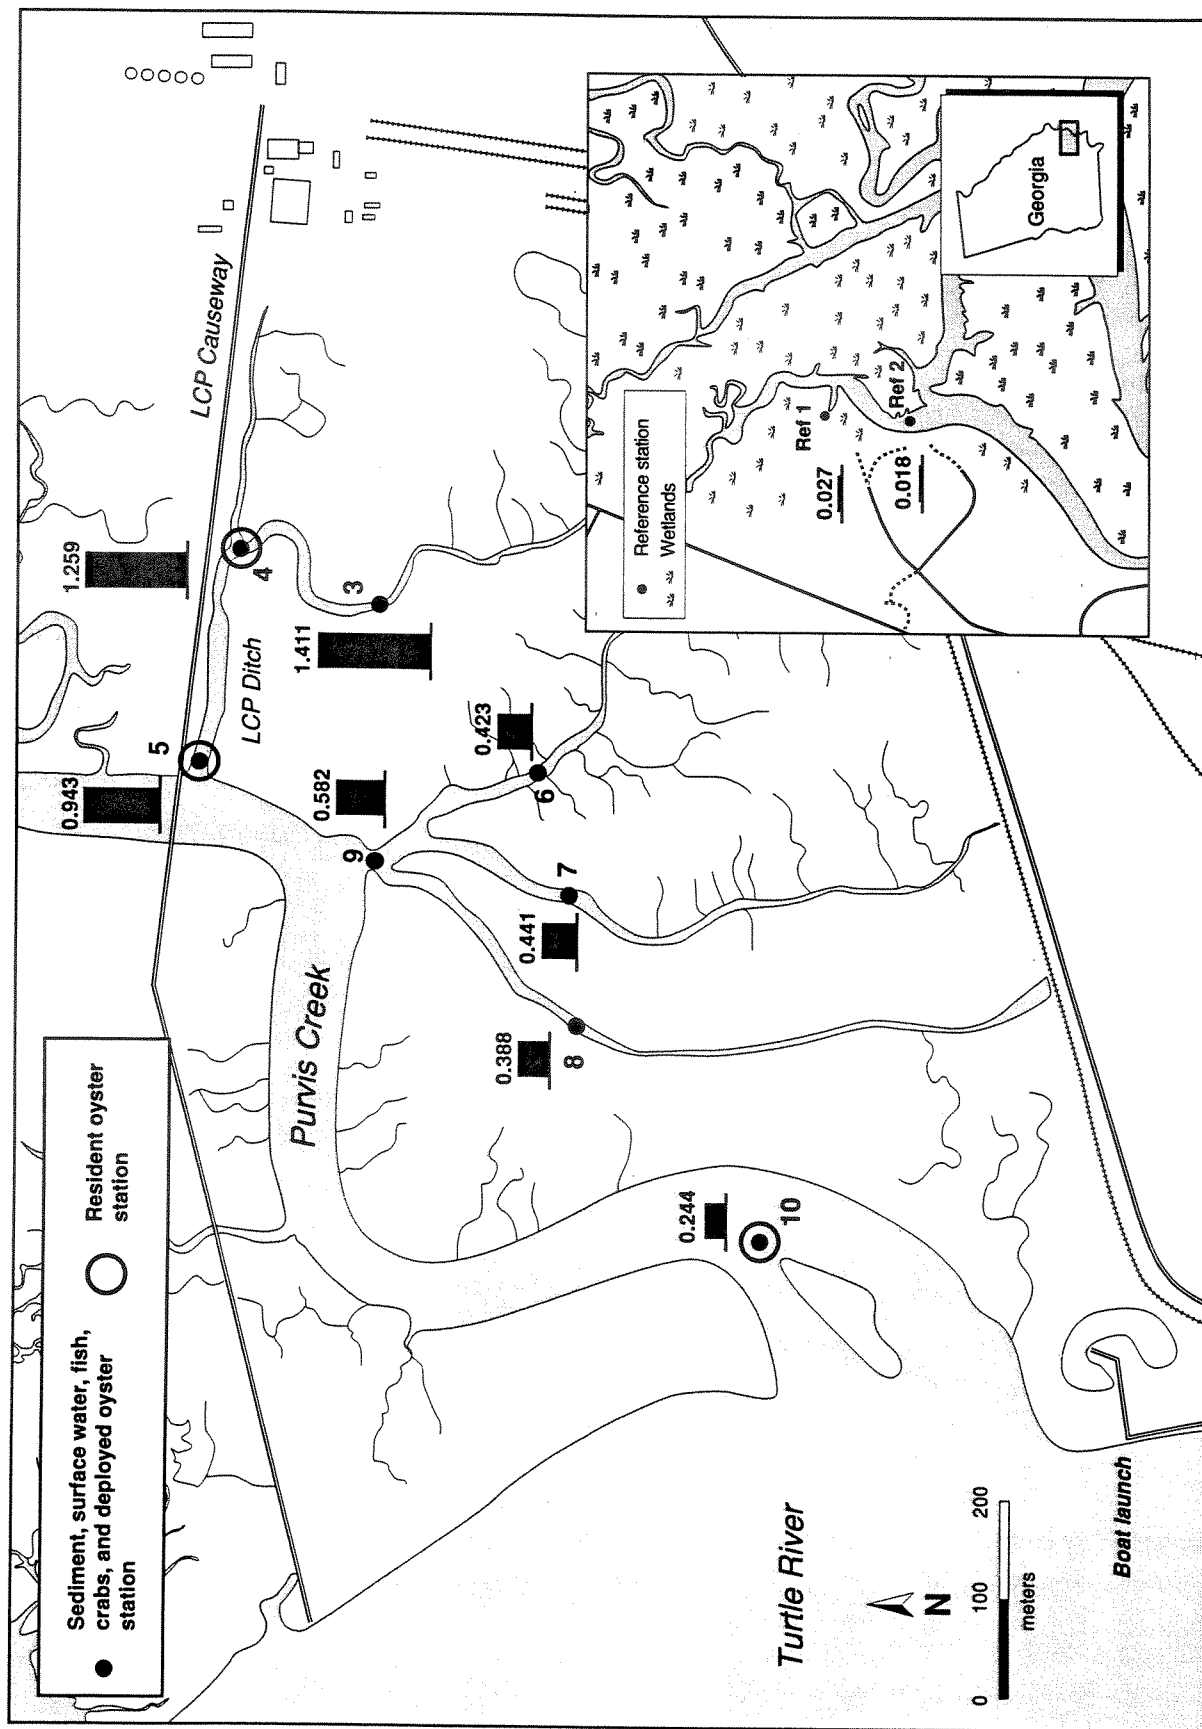 ● Sediment, surface water, fish,
crabs, and deployed oyster
station
Resident oyster
station
LCP Causeway
LCP Ditch
Purvis Creek
Turtle River
Boat launch
N
0 100 200
meters
0.943
5
1.259
4
1.411
3
0.582
9
0.423
6
0.441
7
0.388
8
0.244
10
Reference station
Wetlands
Ref 1
0.027
Ref 2
0.018
Georgia